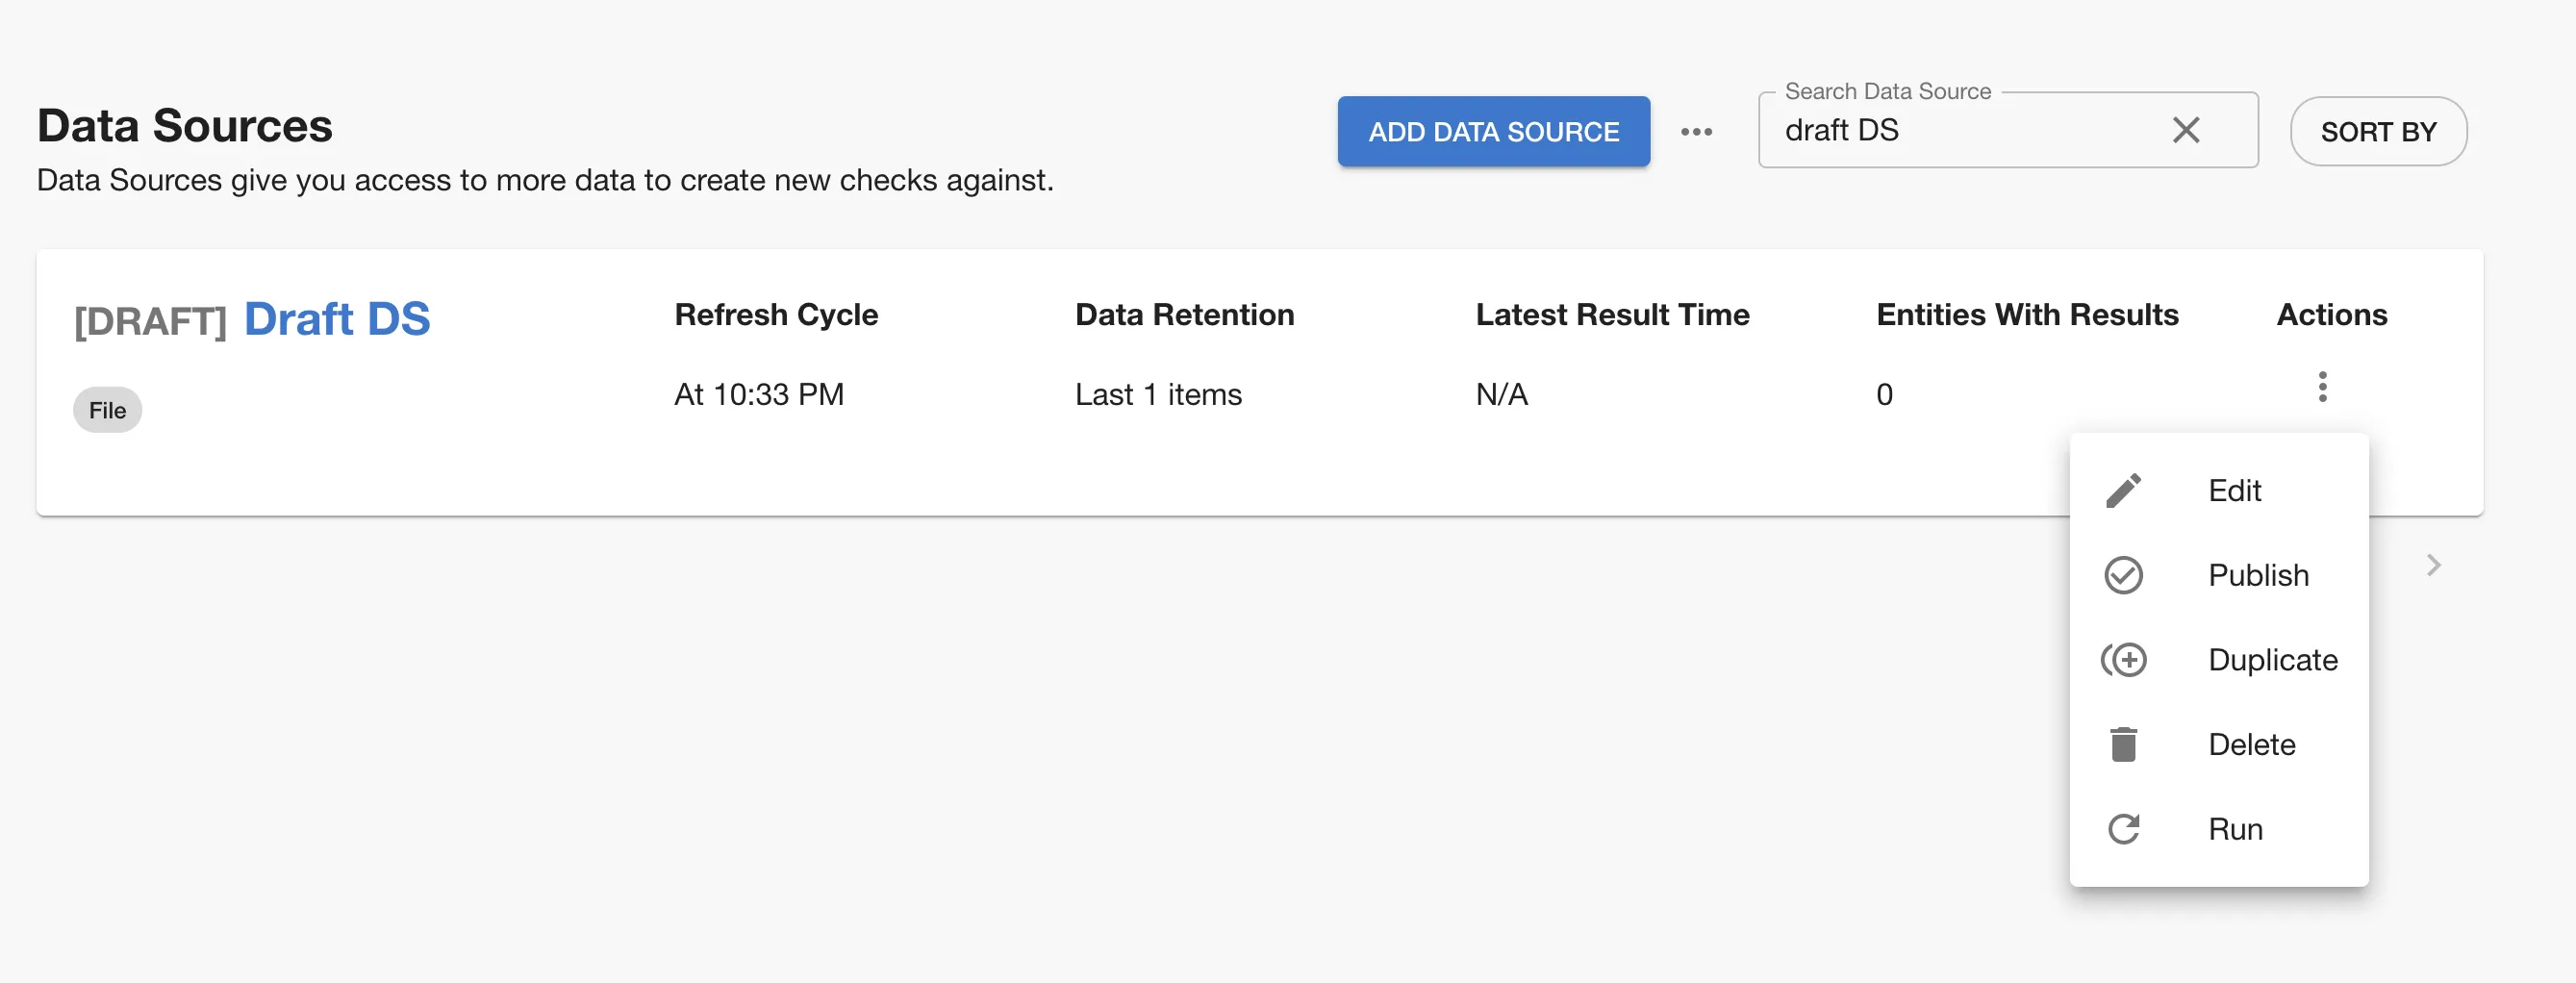 Data Sources
Data Sources give you access to more data to create new checks against.
ADD DATA SOURCE
Search Data Source
draft DS
SORT BY
[DRAFT] Draft DS
File
Refresh Cycle
At 10:33 PM
Data Retention
Last 1 items
Latest Result Time
N/A
Entities With Results
0
Actions
Edit
Publish
Duplicate
Delete
Run